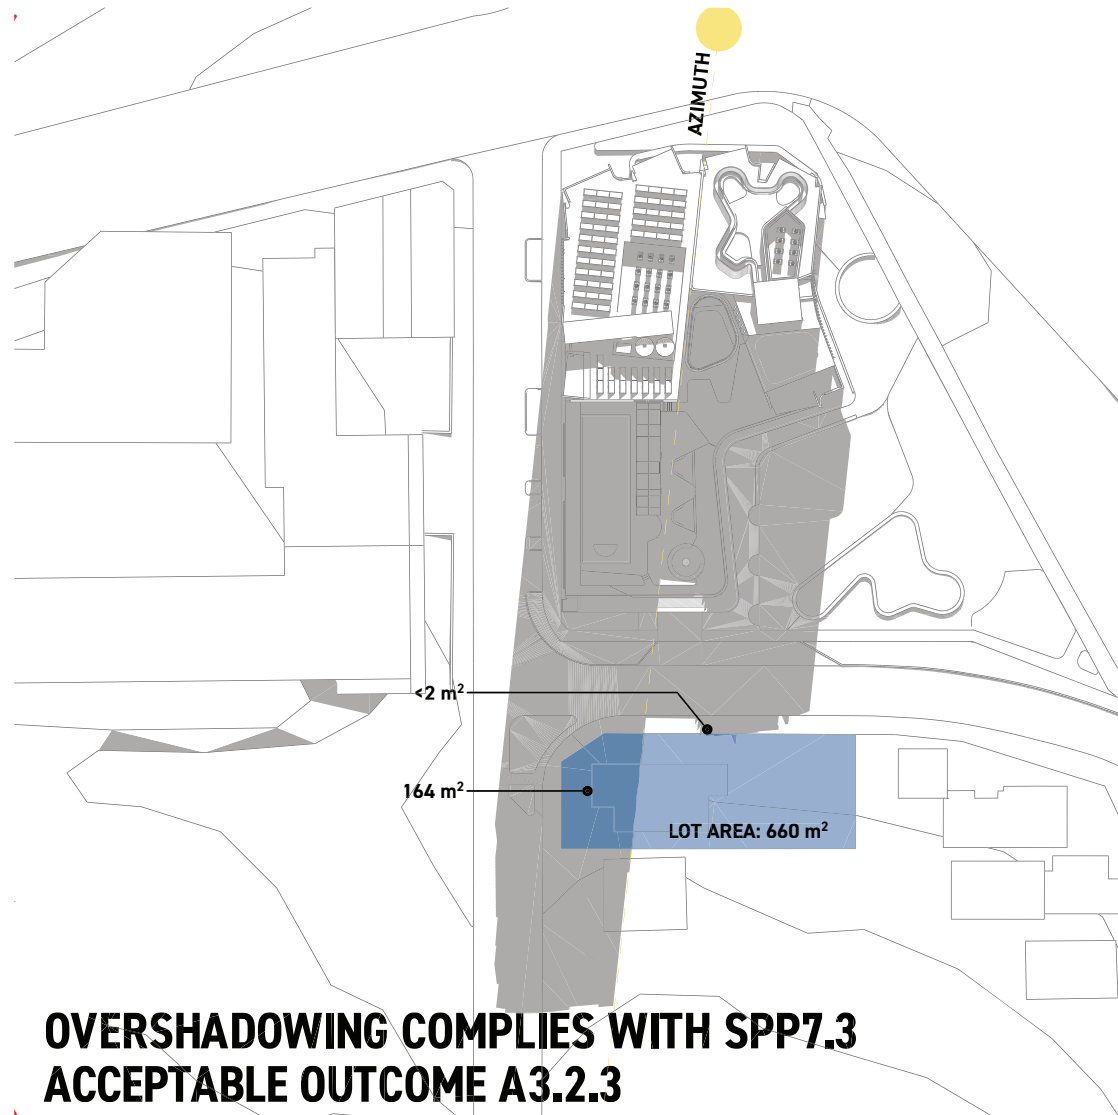 AZIMUTH
<2 m²
164 m²
LOT AREA: 660 m²
OVERSHADOWING COMPLIES WITH SPP7.3
ACCEPTABLE OUTCOME A3.2.3